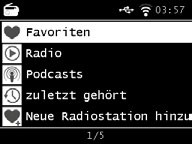 03:57
Favoriten
Radio
Podcasts
zuletzt gehört
Neue Radiostation hinzu
1/5